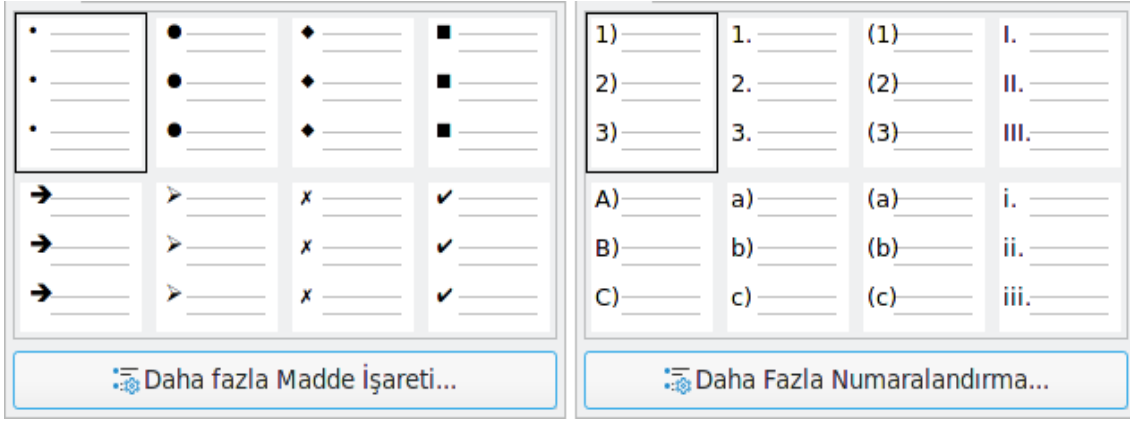 • ● ◆ ■
• ● ◆ ■
• ● ◆ ■
➔ ➢ ✗ ✔
➔ ➢ ✗ ✔
➔ ➢ ✗ ✔
Daha fazla Madde İşareti...
1) 1. (1) I.
2) 2. (2) II.
3) 3. (3) III.
A) a) (a) i.
B) b) (b) ii.
C) c) (c) iii.
Daha Fazla Numaralandırma...